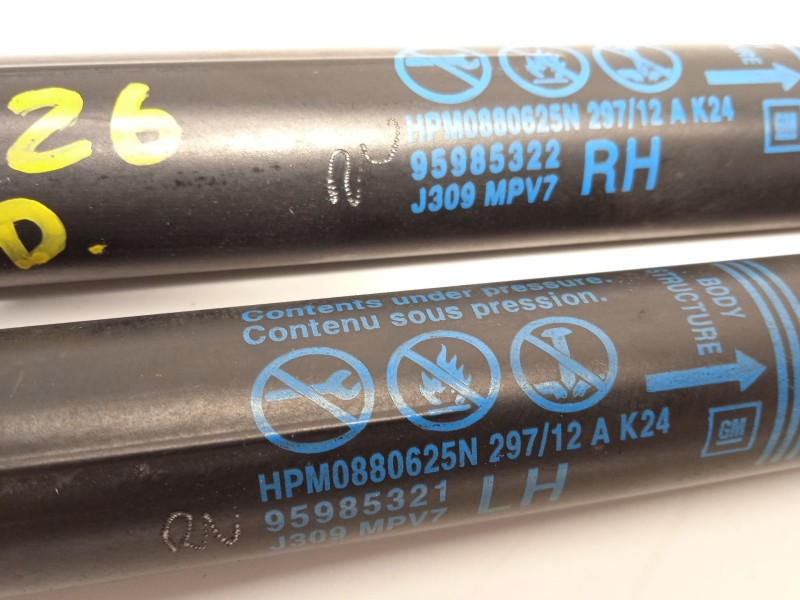 26
D.
HPM0880625N 297/12 A K24
95985322 RH
J309 MPV7
GM
Contents under pressure.
Contenu sous pression.
BODY
STRUCTURE
HPM0880625N 297/12 A K24
95985321 LH
J309 MPV7
GM